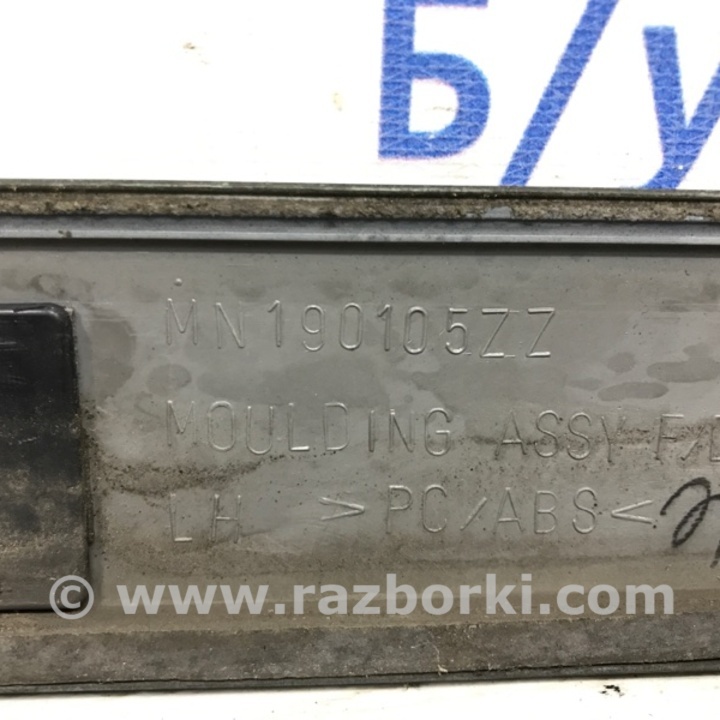 Б/у
MN190105ZZ
MOULDING ASSY-F/D
LH >PC/ABS<
© www.razborki.com